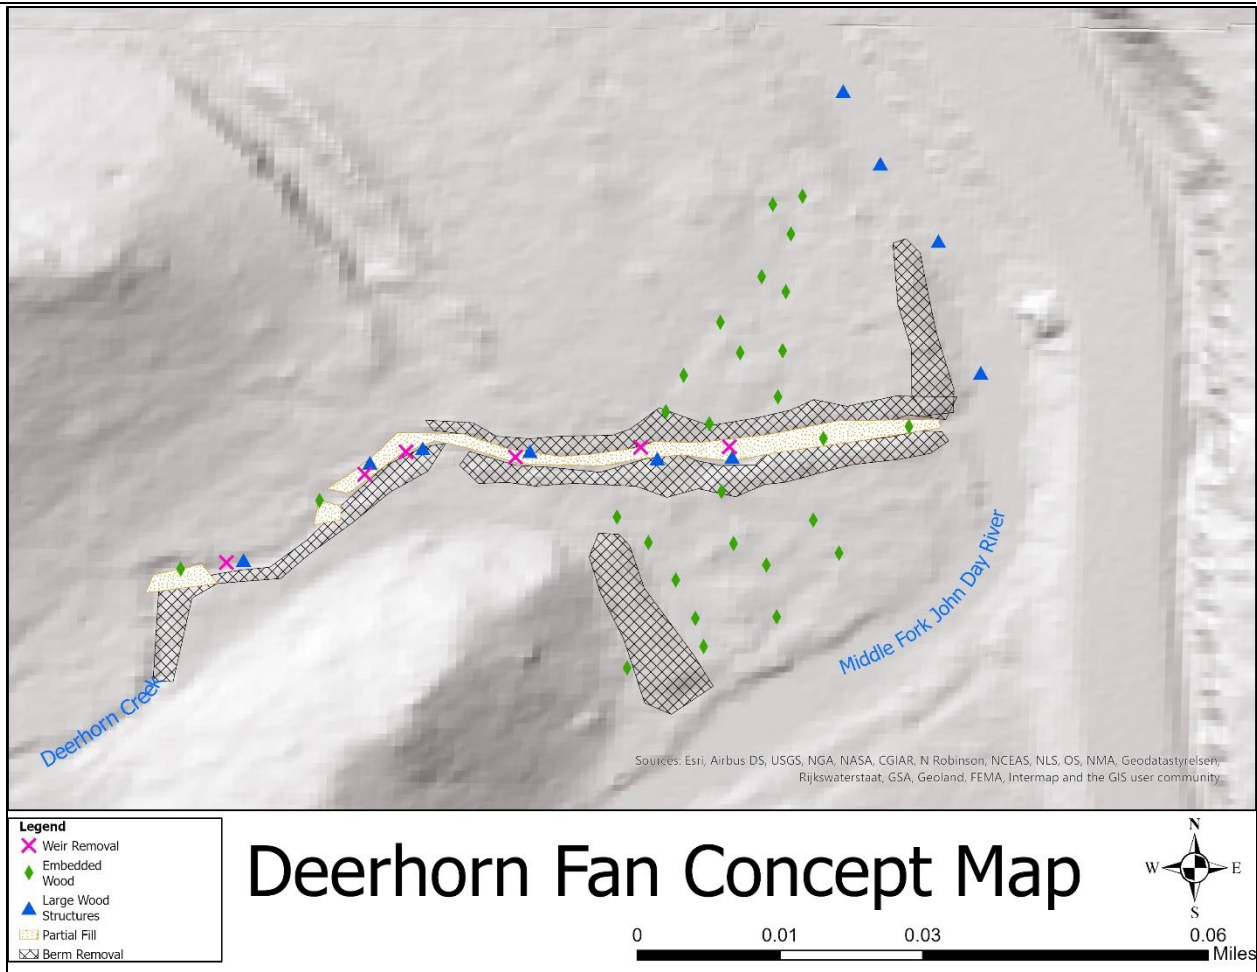 Deerhorn Creek
Middle Fork John Day River
Sources: Esri, Airbus DS, USGS, NGA, NASA, CGIAR, N Robinson, NCEAS, NLS, OS, NMA, Geodatastyrelsen,
Rijkswaterstaat, GSA, Geoland, FEMA, Intermap and the GIS user community
Legend
Weir Removal
Embedded
Wood
Large Wood
Structures
Partial Fill
Berm Removal
Deerhorn Fan Concept Map
N
W E
S
0 0.01 0.03 0.06
Miles